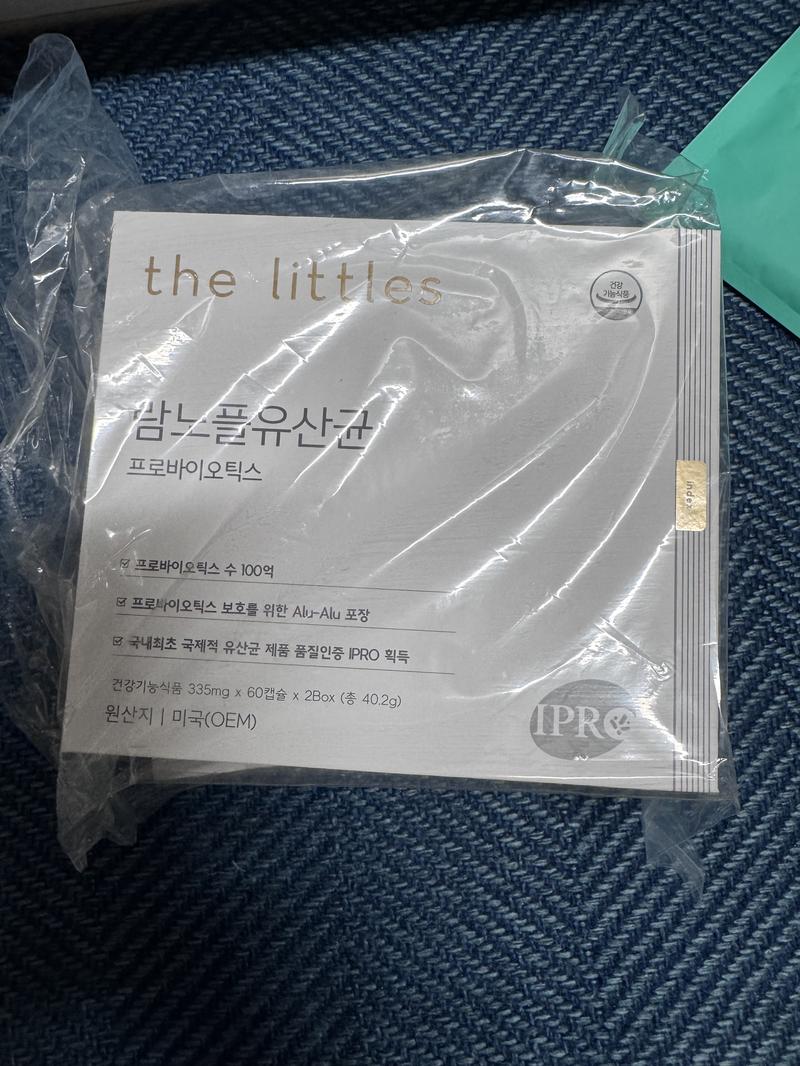 the littles
건강
기능식품
람노플유산균
프로바이오틱스
index
프로바이오틱스 수 100억
프로바이오틱스 보호를 위한 Alu-Alu 포장
국내최초 국제적 유산균 제품 품질인증 IPRO 획득
건강기능식품 335mg x 60캡슐 x 2Box (총 40.2g)
원산지 | 미국(OEM)
IPRO